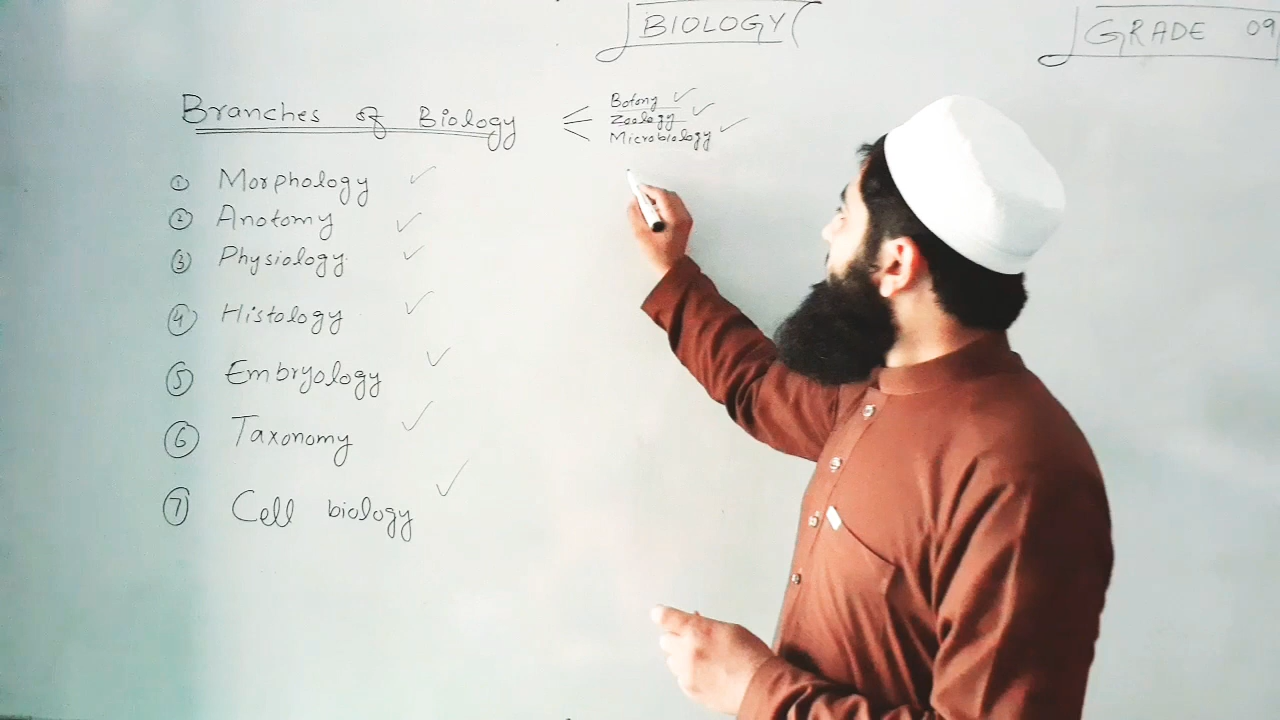 BIOLOGY
GRADE 09
Branches of Biology
Botony
Zoology
Microbiology
1 Morphology
2 Anotomy
3 Physiology
4 Histology
5 Embryology
6 Taxonomy
7 Cell biology